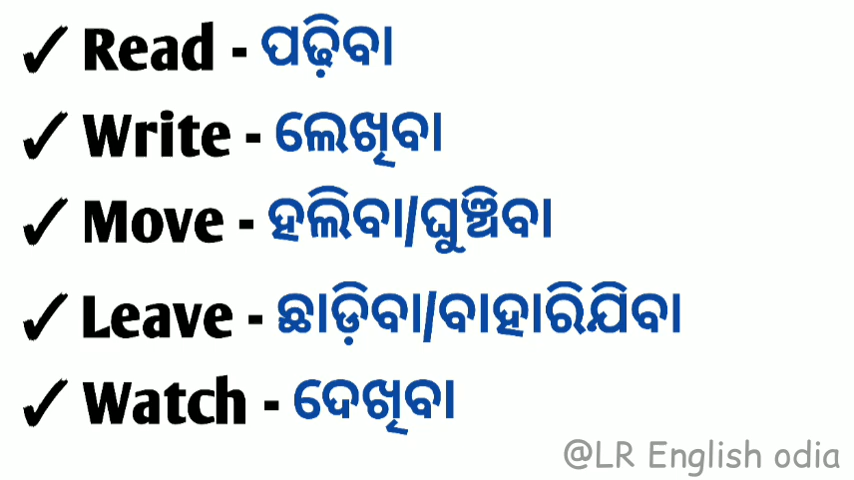 ✓ Read - ପଢ଼ିବା
✓ Write - ଲେଖିବା
✓ Move - ହଲିବା/ଘୁଞ୍ଚିବା
✓ Leave - ଛାଡ଼ିବା/ବାହାରିଯିବା
✓ Watch - ଦେଖିବା
@LR English odia